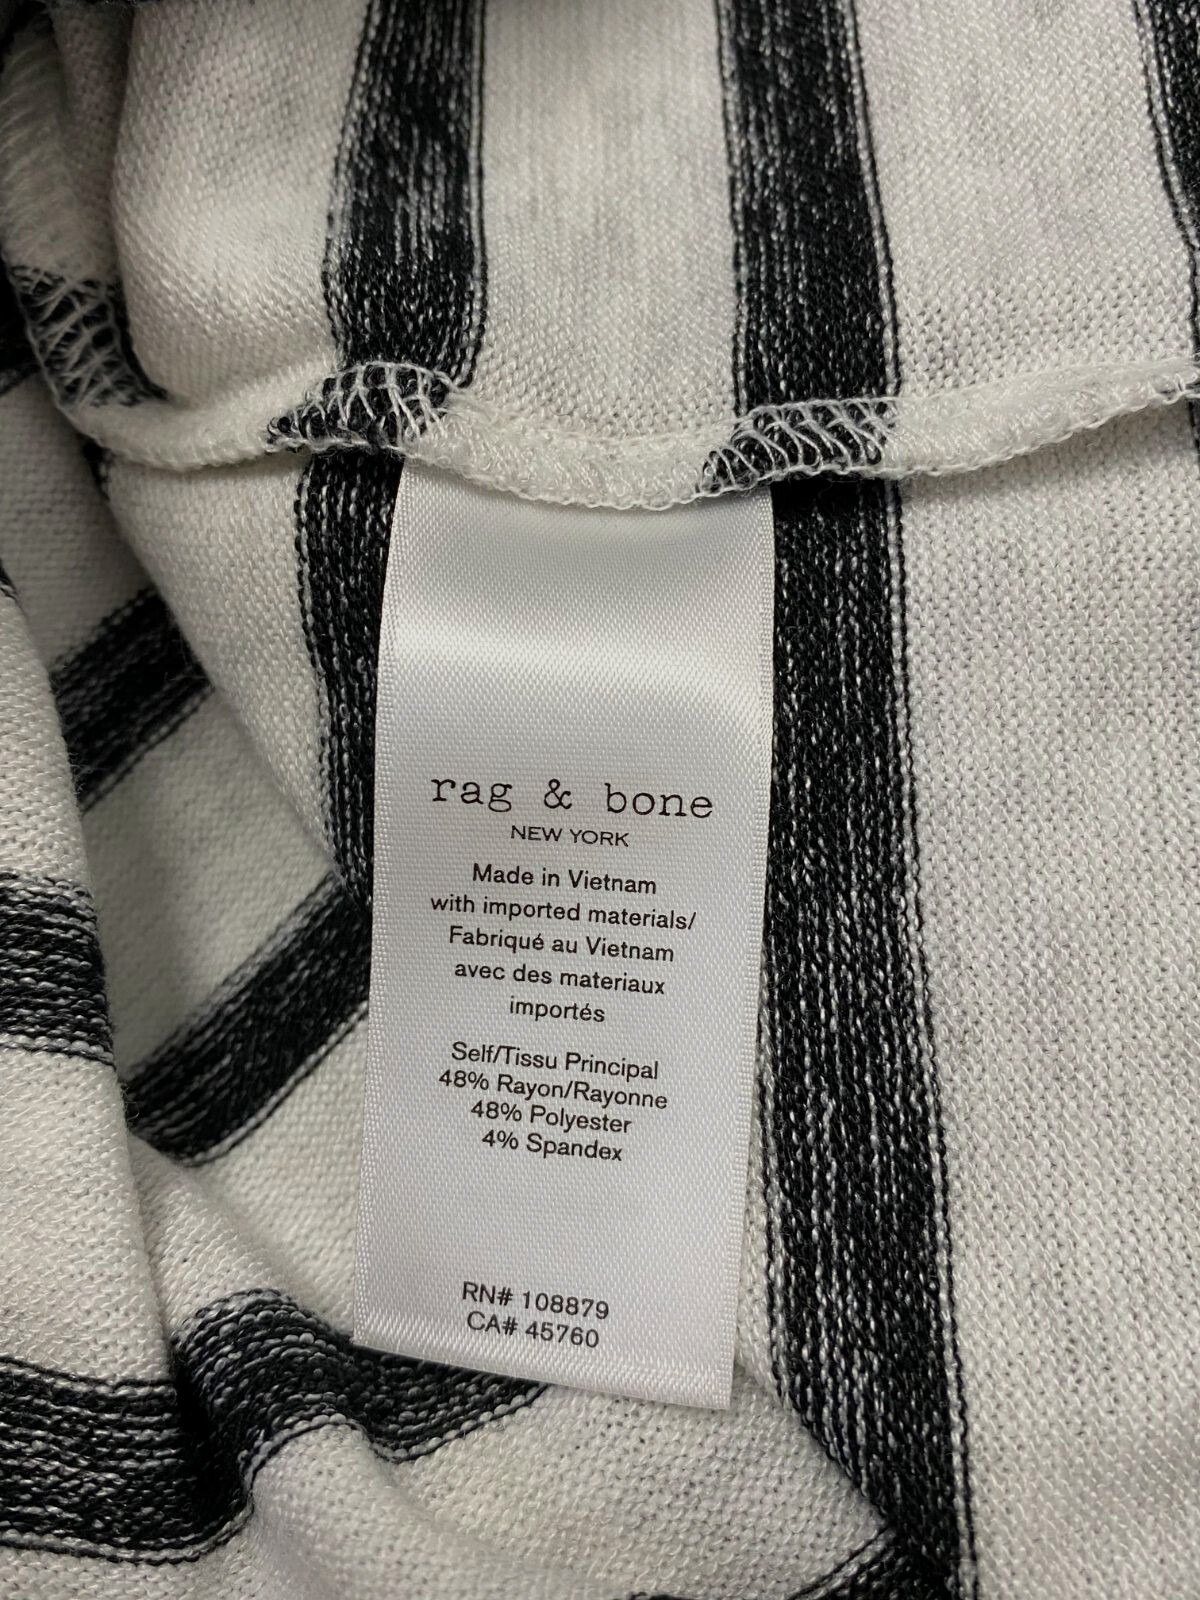 rag & bone
NEW YORK
Made in Vietnam
with imported materials/
Fabriqué au Vietnam
avec des materiaux
importés
Self/Tissu Principal
48% Rayon/Rayonne
48% Polyester
4% Spandex
RN# 108879
CA# 45760